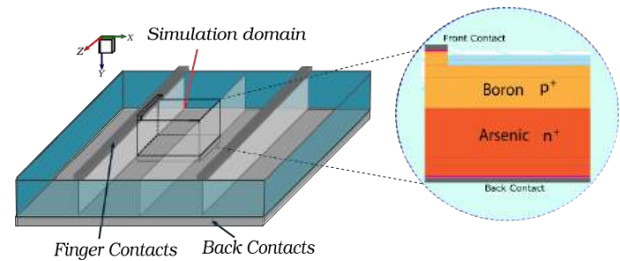 Simulation domain
X
Z
Y
Front Contact
Boron p+
Arsenic n+
Back Contact
Finger Contacts
Back Contacts